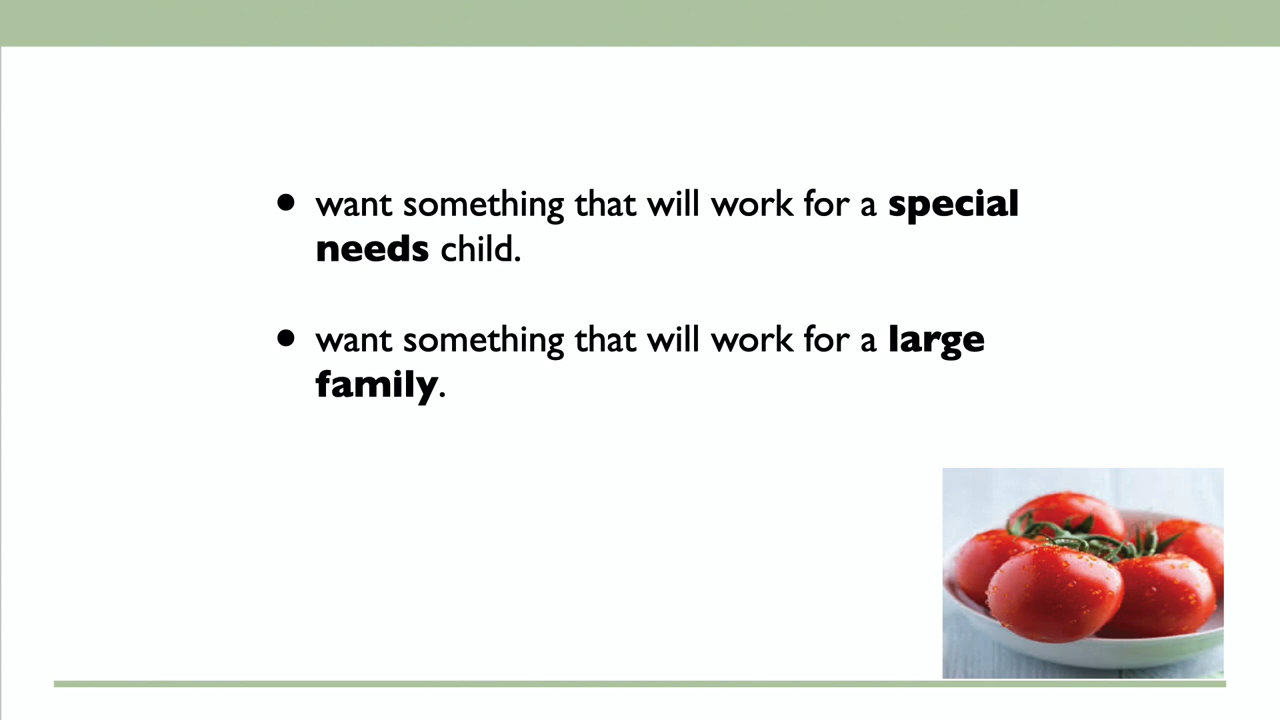 • want something that will work for a special
needs child.
• want something that will work for a large
family.